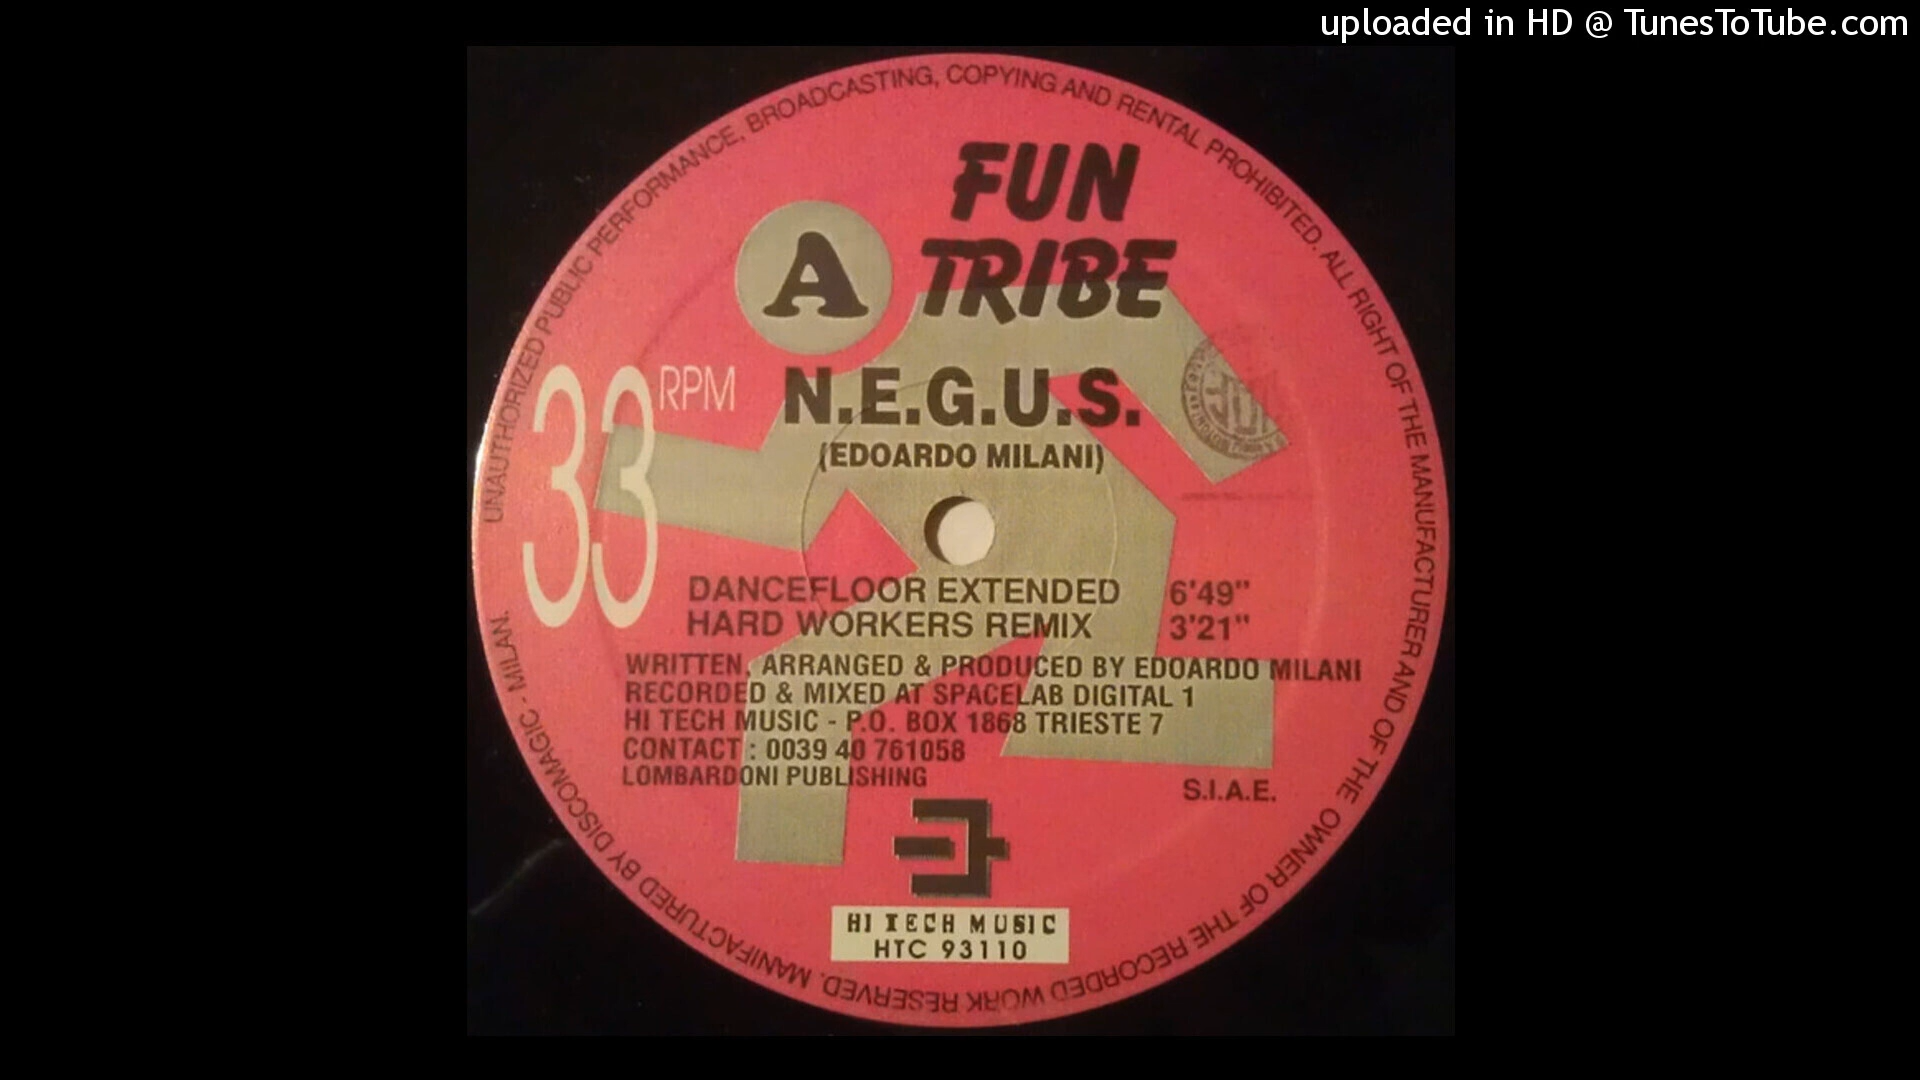 uploaded in HD @ TunesToTube.com
UNAUTHORIZED PUBLIC PERFORMANCE, BROADCASTING, COPYING AND RENTAL PROHIBITED. ALL RIGHT OF THE MANUFACTURER AND OF THE OWNER OF THE RECORDED WORK RESERVED. MANIFACTURED BY DISCOMAGIC - MILAN.
FUN
TRIBE
A
33 RPM
N.E.G.U.S.
(EDOARDO MILANI)
DANCEFLOOR EXTENDED 6'49"
HARD WORKERS REMIX 3'21"
WRITTEN, ARRANGED & PRODUCED BY EDOARDO MILANI
RECORDED & MIXED AT SPACELAB DIGITAL 1
HI TECH MUSIC - P.O. BOX 1868 TRIESTE 7
CONTACT : 0039 40 761058
LOMBARDONI PUBLISHING
S.I.A.E.
HI TECH MUSIC
HTC 93110